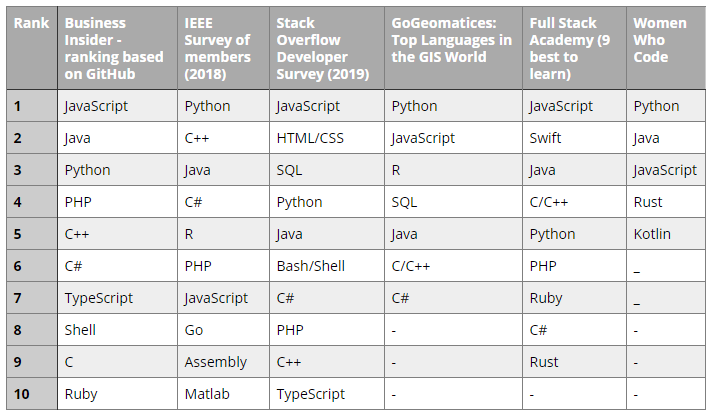 Rank Business Insider - ranking based on GitHub IEEE Survey of members (2018) Stack Overflow Developer Survey (2019) GoGeomatics: Top Languages in the GIS World Full Stack Academy (9 best to learn) Women Who Code
1 JavaScript Python JavaScript Python JavaScript Python
2 Java C++ HTML/CSS JavaScript Swift Java
3 Python Java SQL R Java JavaScript
4 PHP C# Python SQL C/C++ Rust
5 C++ R Java Java Python Kotlin
6 C# PHP Bash/Shell C/C++ PHP _
7 TypeScript JavaScript C# C# Ruby _
8 Shell Go PHP - C# -
9 C Assembly C++ - Rust -
10 Ruby Matlab TypeScript - - -